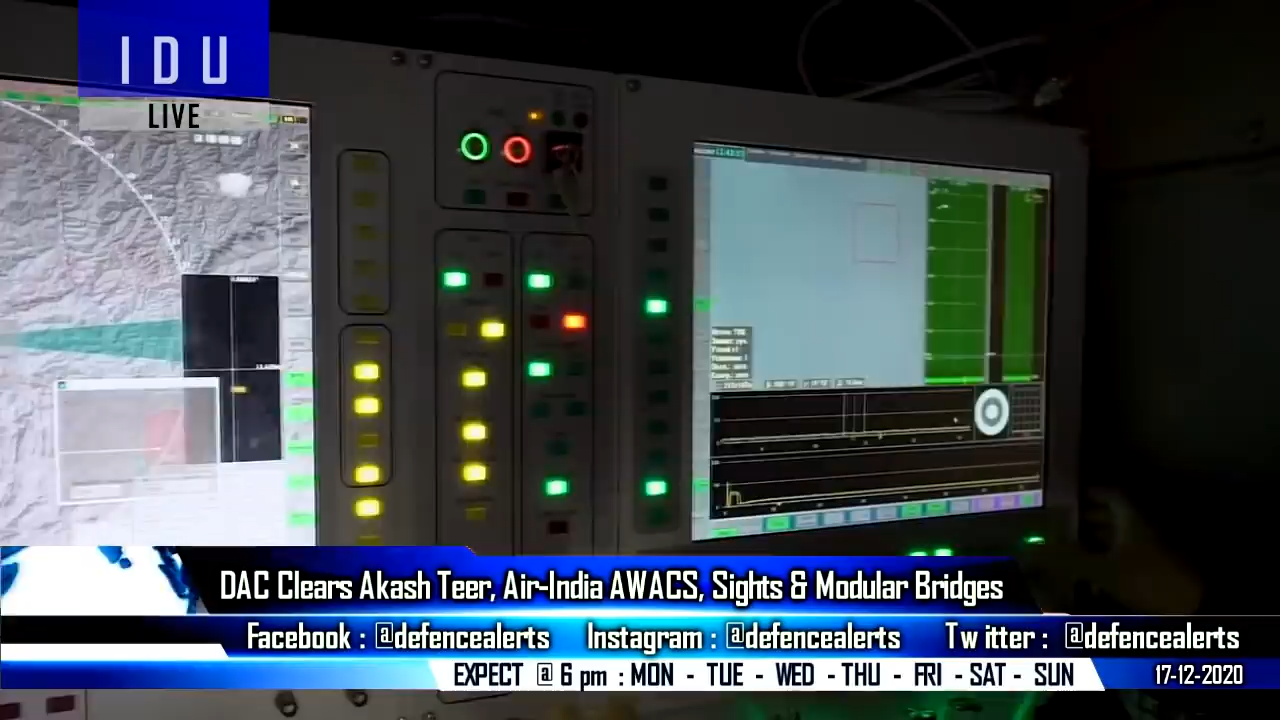 IDU
LIVE
DAC Clears Akash Teer, Air-India AWACS, Sights & Modular Bridges
Facebook : @defencealerts Instagram : @defencealerts Tw itter : @defencealerts
EXPECT @ 6 pm : MON - TUE - WED - THU - FRI - SAT - SUN
17-12-2020